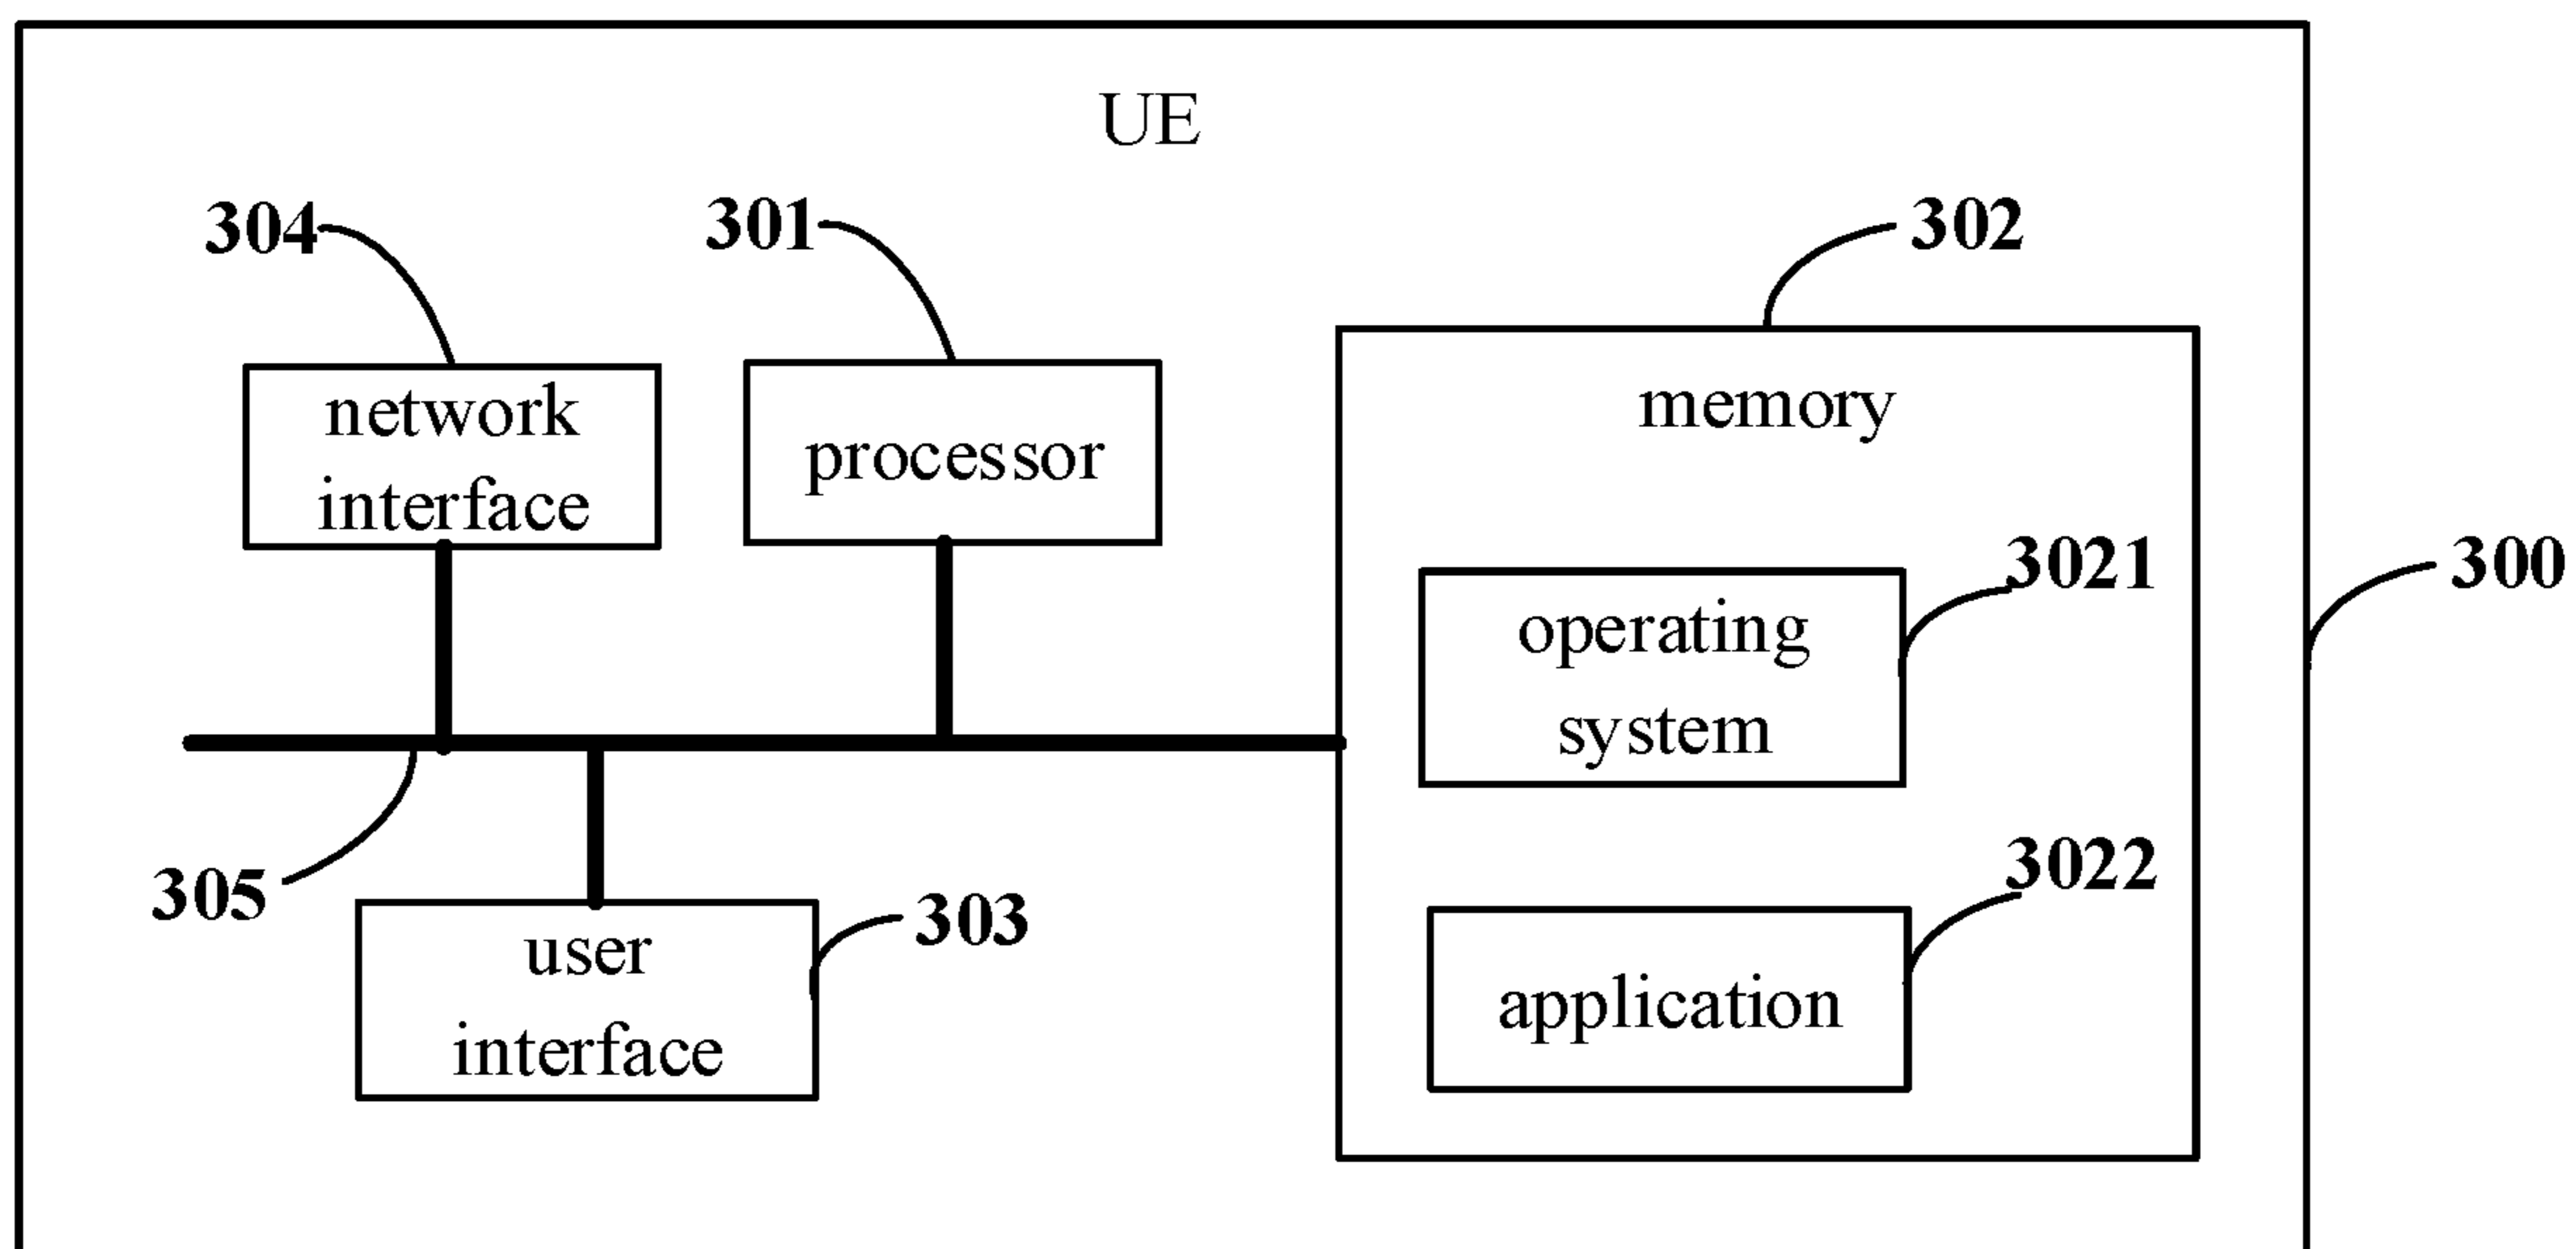 UE
304
301
302
network
interface
processor
memory
3021
300
operating
system
305
303
user
interface
3022
application